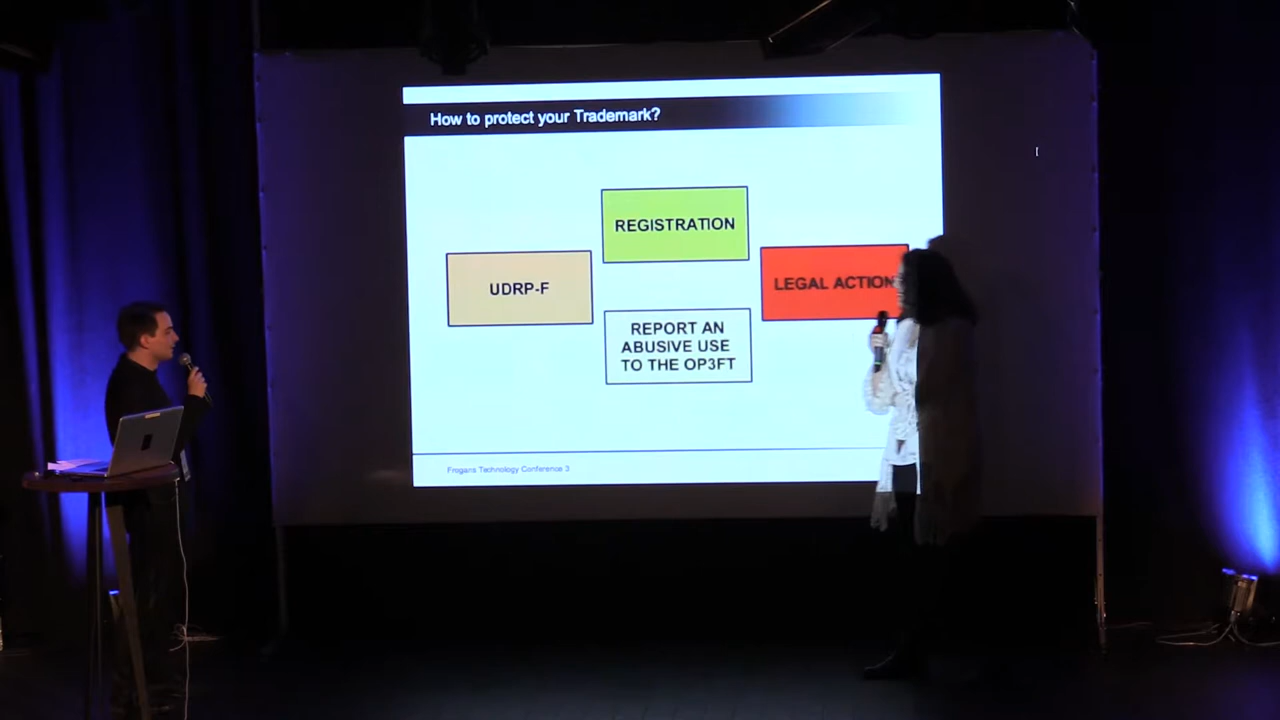 How to protect your Trademark?
REGISTRATION
UDRP-F
LEGAL ACTION
REPORT AN
ABUSIVE USE
TO THE OP3FT
Frogans Technology Conference 3